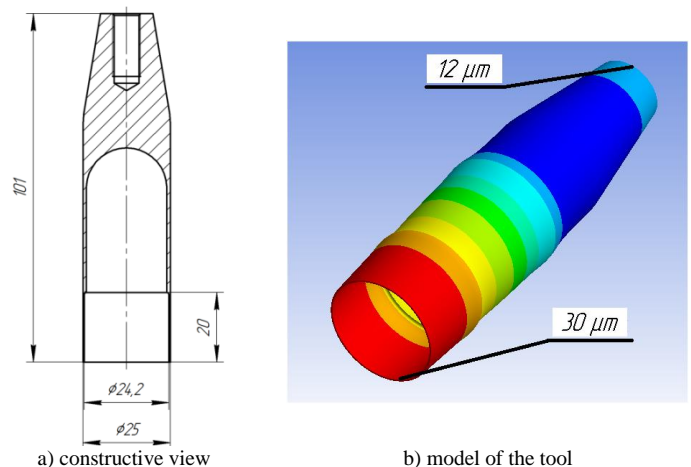 101
20
ϕ24,2
ϕ25
a) constructive view
12 µm
30 µm
b) model of the tool